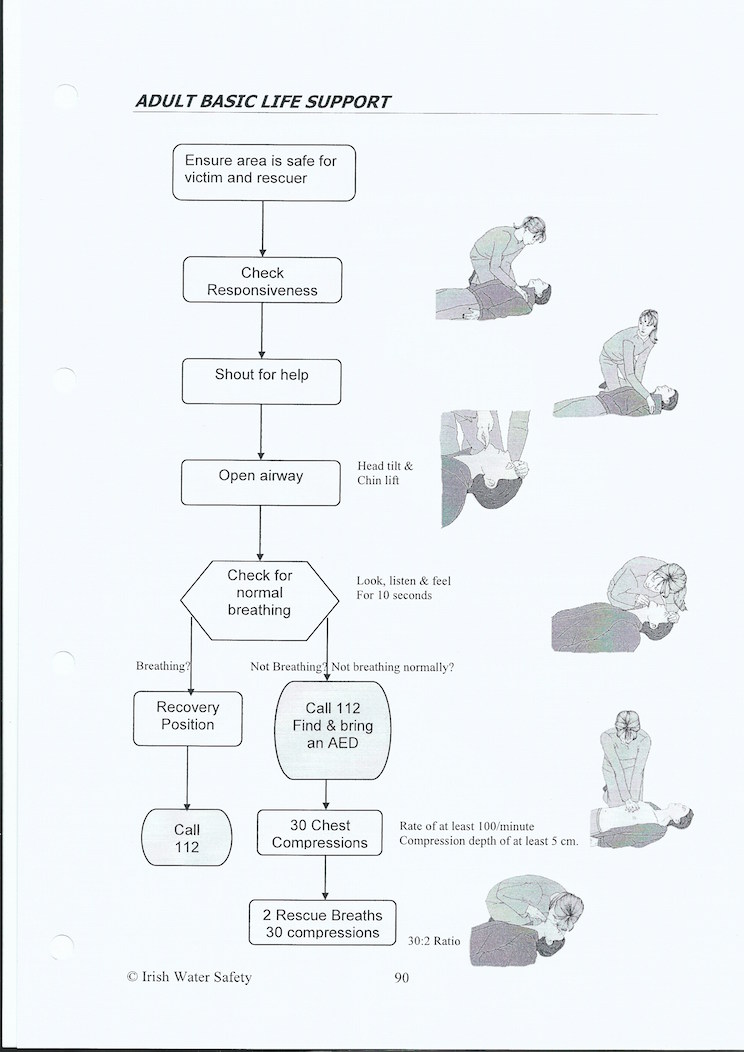 ADULT BASIC LIFE SUPPORT
Ensure area is safe for
victim and rescuer
Check
Responsiveness
Shout for help
Open airway
Head tilt &
Chin lift
Check for
normal
breathing
Look, listen & feel
For 10 seconds
Breathing?
Not Breathing? Not breathing normally?
Recovery
Position
Call 112
Find & bring
an AED
Call
112
30 Chest
Compressions
Rate of at least 100/minute
Compression depth of at least 5 cm.
2 Rescue Breaths
30 compressions
30:2 Ratio
© Irish Water Safety
90